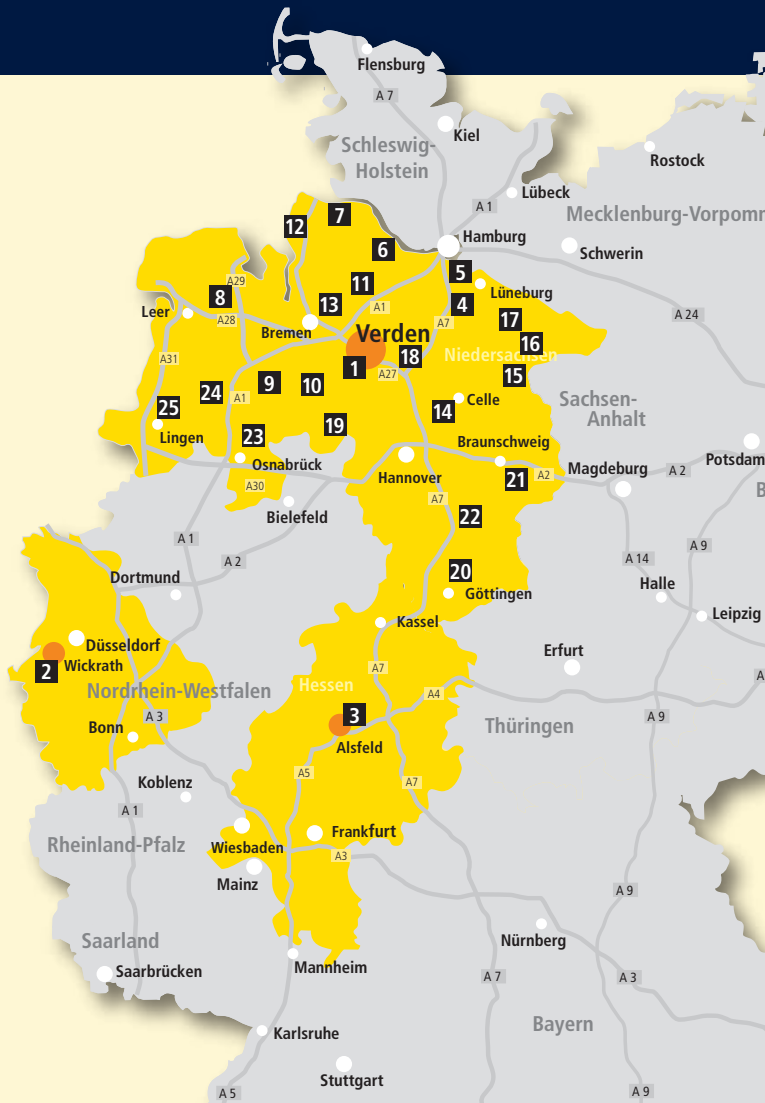 Flensburg
A 7
Kiel
Schleswig-
Holstein
Rostock
Lübeck
A 1
Mecklenburg-Vorpomr
7
12
Hamburg
6
Schwerin
5
A29
11
Lüneburg
8
13
4
A1
Leer
A28
A7
17
A 24
Bremen
Verden
16
18
Niedersachsen
A31
1
A27
15
9
10
24
A1
Celle
Sachsen-
Anhalt
25
14
19
Lingen
23
Braunschweig
Osnabrück
Potsdam
Hannover
21
A2
Magdeburg
A 2
A30
B
A7
Bielefeld
22
A 1
A 9
A 2
A 14
Dortmund
20
Halle
Göttingen
Leipzig
Kassel
Düsseldorf
Erfurt
2
Wickrath
A7
A
Nordrhein-Westfalen
Hessen
A4
A 3
3
A 9
Bonn
Thüringen
Alsfeld
A5
A7
Koblenz
A 1
Frankfurt
Rheinland-Pfalz
Wiesbaden
A3
Mainz
A 9
Saarland
Nürnberg
Mannheim
Saarbrücken
A 7
A 3
Bayern
Karlsruhe
Stuttgart
A 5
A 9